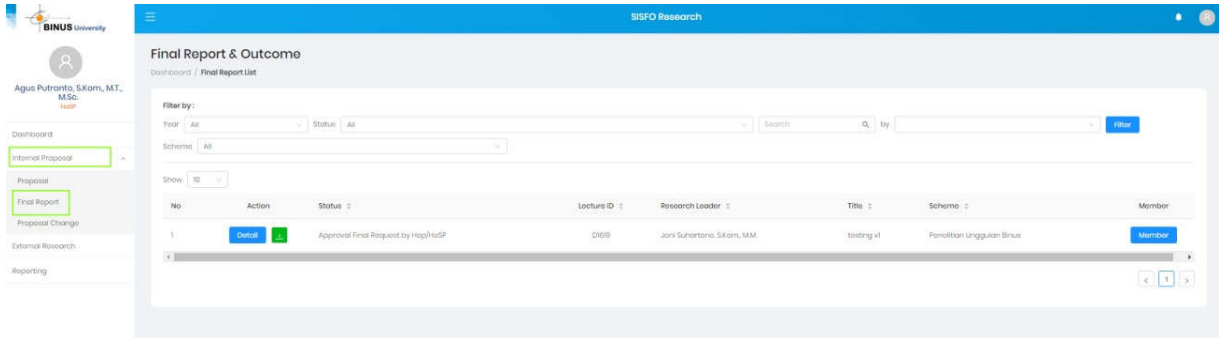 BINUS University
SISFO Research
Agus Putranto, S.Kom., M.T.,
M.Sc.
HoSP
Dashboard
Internal Proposal
Proposal
Final Report
Proposal Change
External Research
Reporting
Final Report & Outcome
Dashboard / Final Report List
Filter by :
Year All Status All Search by Filter
Scheme All
Show 10
No Action Status Lecture ID Research Leader Title Scheme Member
1 Detail Approval Final Request by Hop/HoSP D1619 Joni Suhartono, S.Kom., M.M. testing v1 Penelitian Unggulan Binus Member
< 1 >